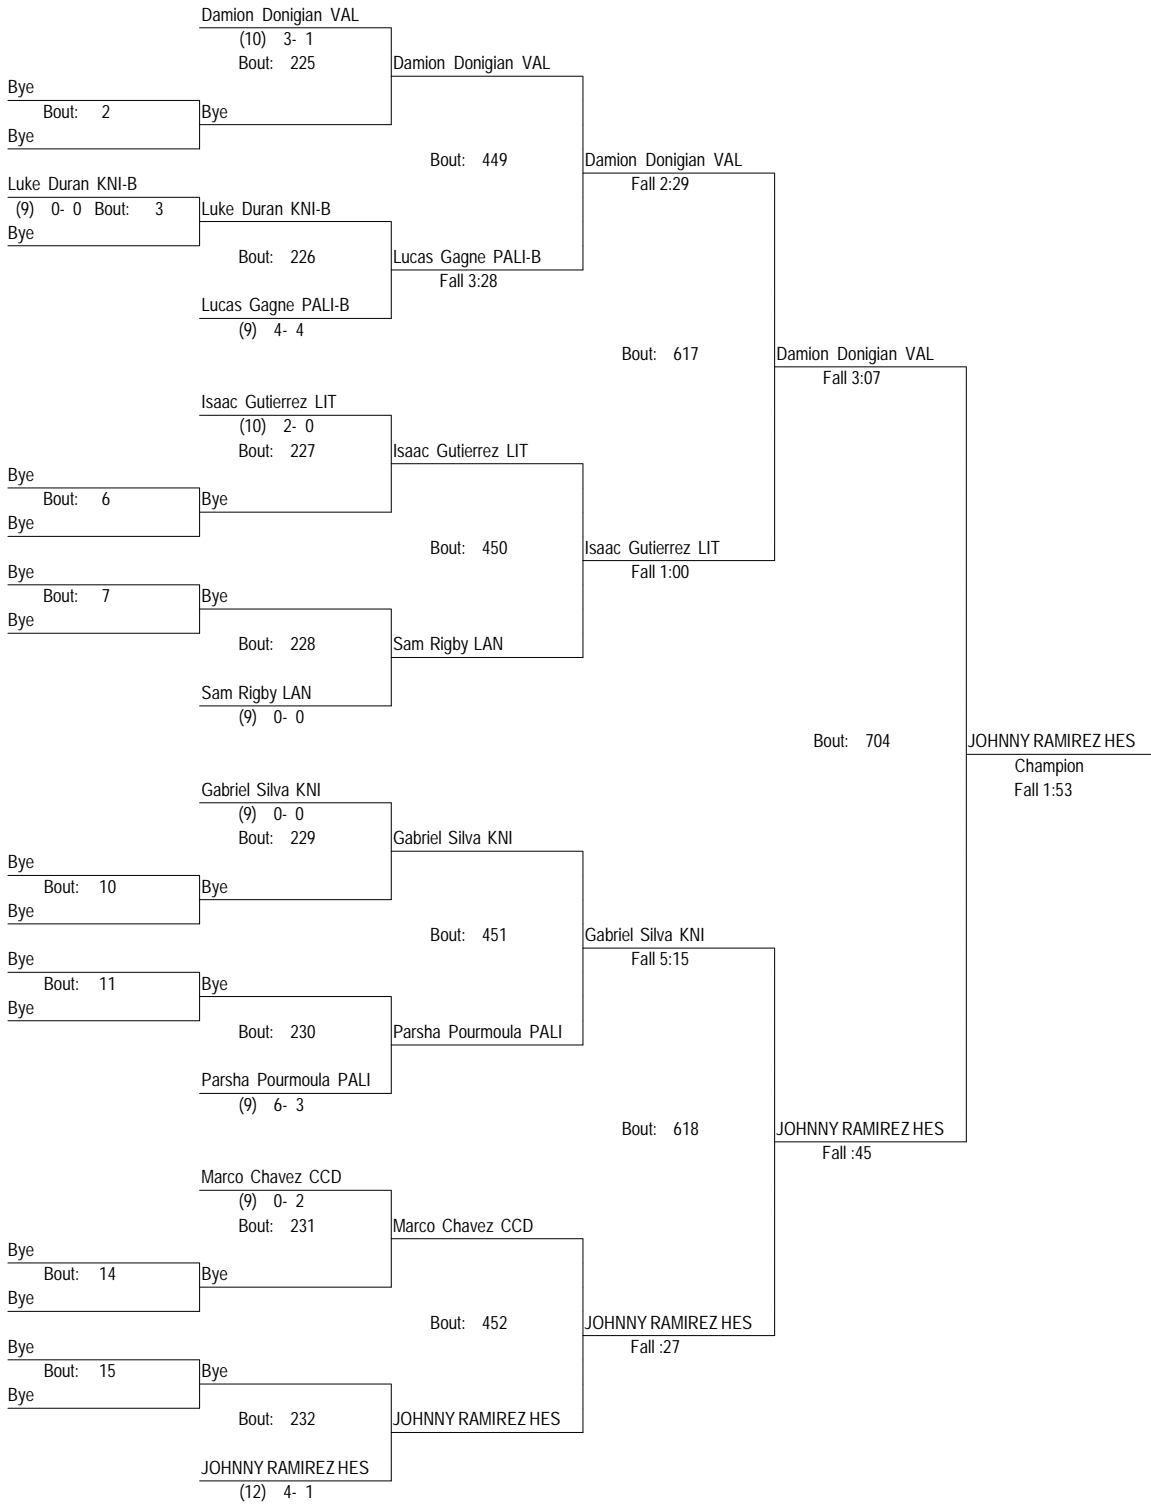 Damion Donigian VAL
(10) 3- 1
Bout: 225
Damion Donigian VAL
Bye
Bout: 2
Bye
Bye
Bout: 449
Damion Donigian VAL
Fall 2:29
Luke Duran KNI-B
(9) 0- 0 Bout: 3
Luke Duran KNI-B
Bye
Bout: 226
Lucas Gagne PALI-B
Fall 3:28
Lucas Gagne PALI-B
(9) 4- 4
Bout: 617
Damion Donigian VAL
Fall 3:07
Isaac Gutierrez LIT
(10) 2- 0
Bout: 227
Isaac Gutierrez LIT
Bye
Bout: 6
Bye
Bye
Bout: 450
Isaac Gutierrez LIT
Fall 1:00
Bye
Bout: 7
Bye
Bye
Bout: 228
Sam Rigby LAN
Sam Rigby LAN
(9) 0- 0
Bout: 704
JOHNNY RAMIREZ HES
Champion
Fall 1:53
Gabriel Silva KNI
(9) 0- 0
Bout: 229
Gabriel Silva KNI
Bye
Bout: 10
Bye
Bye
Bout: 451
Gabriel Silva KNI
Fall 5:15
Bye
Bout: 11
Bye
Bye
Bout: 230
Parsha Pourmoula PALI
Parsha Pourmoula PALI
(9) 6- 3
Bout: 618
JOHNNY RAMIREZ HES
Fall :45
Marco Chavez CCD
(9) 0- 2
Bout: 231
Marco Chavez CCD
Bye
Bout: 14
Bye
Bye
Bout: 452
JOHNNY RAMIREZ HES
Fall :27
Bye
Bout: 15
Bye
Bye
Bout: 232
JOHNNY RAMIREZ HES
JOHNNY RAMIREZ HES
(12) 4- 1